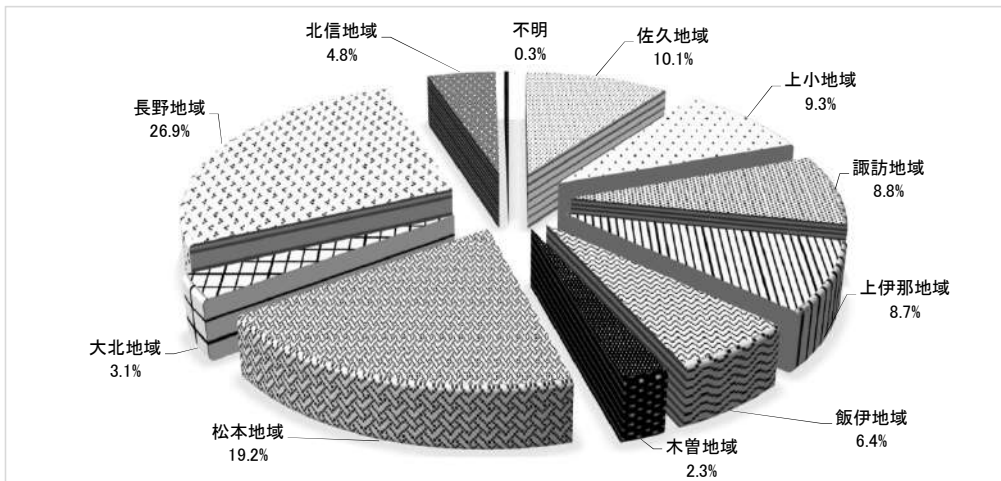 不明
0.3%
佐久地域
10.1%
上小地域
9.3%
諏訪地域
8.8%
上伊那地域
8.7%
飯伊地域
6.4%
木曽地域
2.3%
松本地域
19.2%
大北地域
3.1%
長野地域
26.9%
北信地域
4.8%